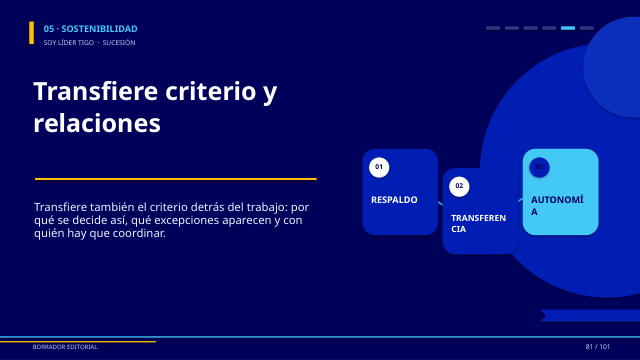 05 · SOSTENIBILIDAD
SOY LÍDER TIGO · SUCESIÓN
Transfiere criterio y
relaciones
Transfiere también el criterio detrás del trabajo: por
qué se decide así, qué excepciones aparecen y con
quién hay que coordinar.
01
RESPALDO
02
TRANSFEREN
CIA
03
AUTONOMÍ
A
BORRADOR EDITORIAL
81 / 101